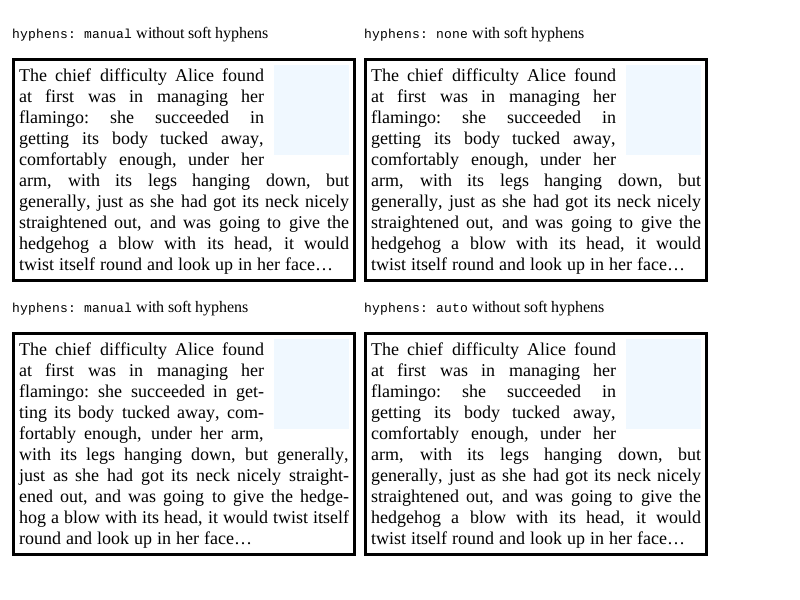 hyphens: manual without soft hyphens
The chief difficulty Alice found
at first was in managing her
flamingo: she succeeded in
getting its body tucked away,
comfortably enough, under her
arm, with its legs hanging down, but
generally, just as she had got its neck nicely
straightened out, and was going to give the
hedgehog a blow with its head, it would
twist itself round and look up in her face…
hyphens: none with soft hyphens
The chief difficulty Alice found
at first was in managing her
flamingo: she succeeded in
getting its body tucked away,
comfortably enough, under her
arm, with its legs hanging down, but
generally, just as she had got its neck nicely
straightened out, and was going to give the
hedgehog a blow with its head, it would
twist itself round and look up in her face…
hyphens: manual with soft hyphens
The chief difficulty Alice found
at first was in managing her
flamingo: she succeeded in get-
ting its body tucked away, com-
fortably enough, under her arm,
with its legs hanging down, but generally,
just as she had got its neck nicely straight-
ened out, and was going to give the hedge-
hog a blow with its head, it would twist itself
round and look up in her face…
hyphens: auto without soft hyphens
The chief difficulty Alice found
at first was in managing her
flamingo: she succeeded in
getting its body tucked away,
comfortably enough, under her
arm, with its legs hanging down, but
generally, just as she had got its neck nicely
straightened out, and was going to give the
hedgehog a blow with its head, it would
twist itself round and look up in her face…